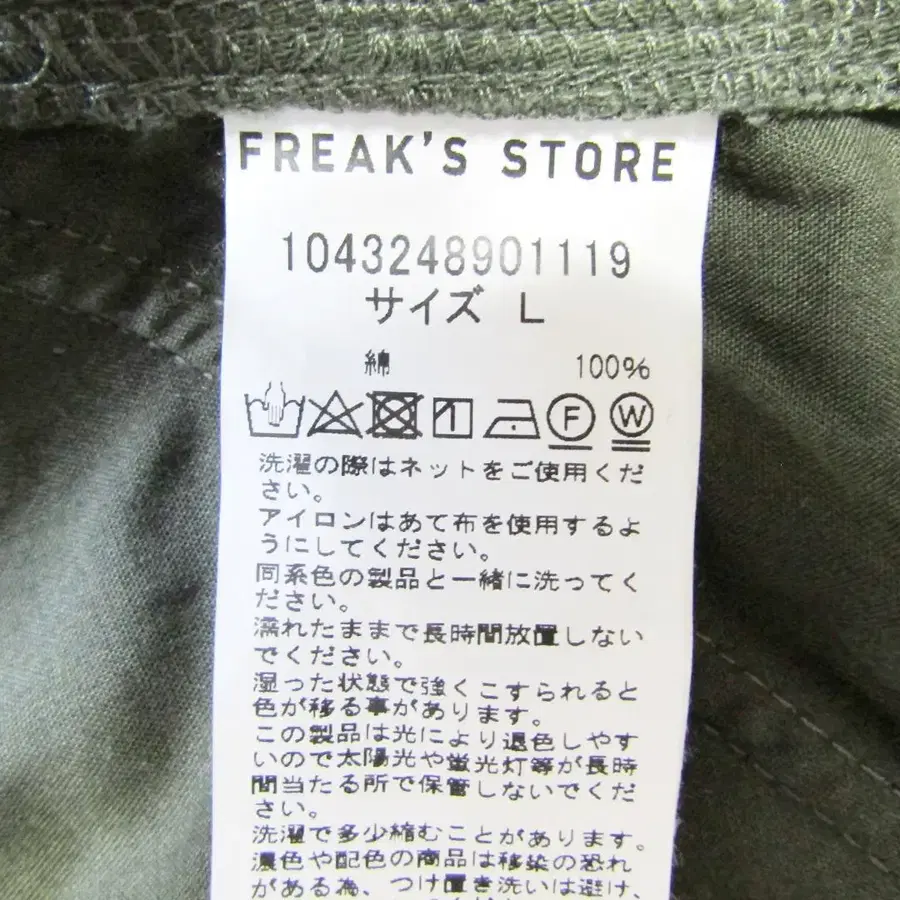 FREAK'S STORE
1043248901119
サイズ L
綿 100%
1 F W
洗濯の際はネットをご使用くだ
さい。
アイロンはあて布を使用するよ
うにしてください。
同系色の製品と一緒に洗ってく
ださい。
濡れたままで長時間放置しない
でください。
湿った状態で強くこすられると
色が移る事があります。
この製品は光により退色しやす
いので太陽光や蛍光灯等が長時
間当たる所で保管しないでくだ
さい。
洗濯で多少縮むことがあります。
濃色や配色の商品は移染の恐れ
がある為、つけ置き洗いは避け、